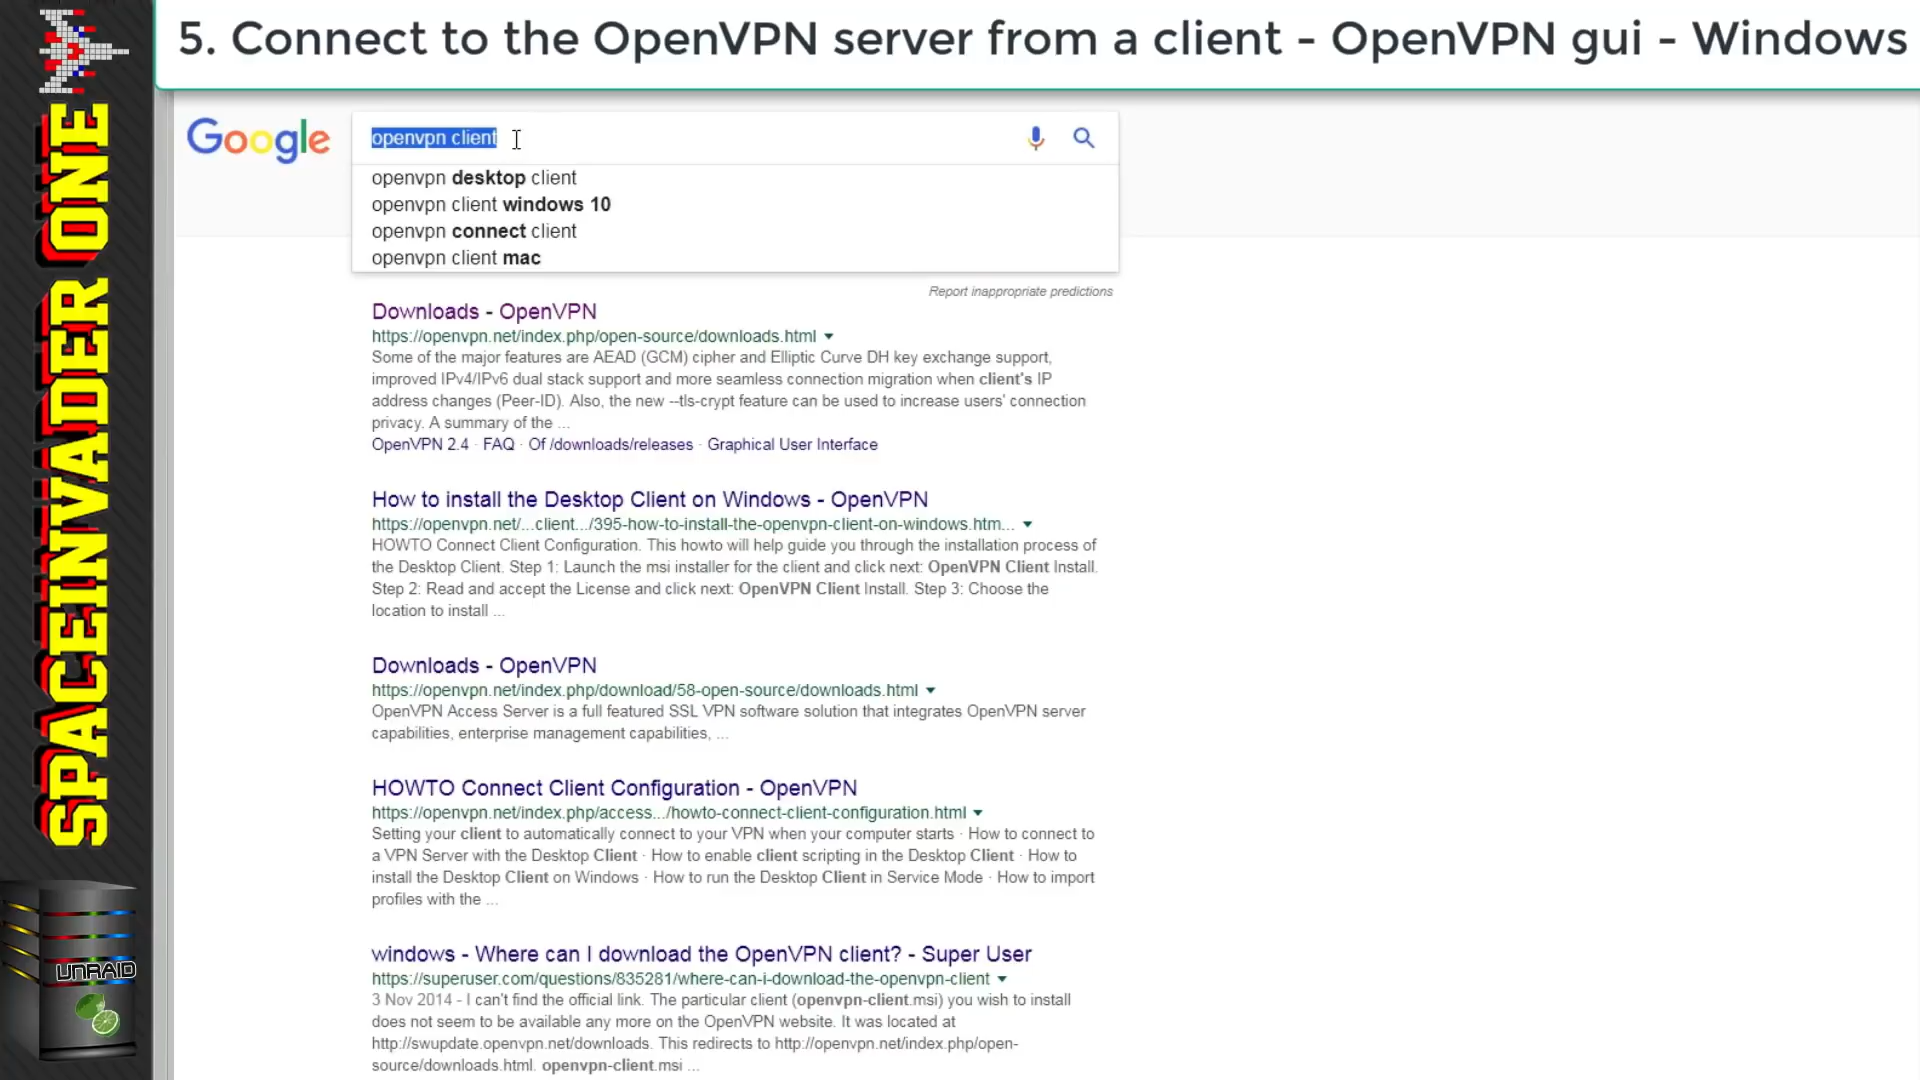 5. Connect to the OpenVPN server from a client - OpenVPN gui - Windows
SPACEINVADER ONE
UNRAID
Google
openvpn client
openvpn desktop client
openvpn client windows 10
openvpn connect client
openvpn client mac
Report inappropriate predictions
Downloads - OpenVPN
https://openvpn.net/index.php/open-source/downloads.html
Some of the major features are AEAD (GCM) cipher and Elliptic Curve DH key exchange support,
improved IPv4/IPv6 dual stack support and more seamless connection migration when client's IP
address changes (Peer-ID). Also, the new --tls-crypt feature can be used to increase users' connection
privacy. A summary of the ...
OpenVPN 2.4 · FAQ · Of /downloads/releases · Graphical User Interface
How to install the Desktop Client on Windows - OpenVPN
https://openvpn.net/...client.../395-how-to-install-the-openvpn-client-on-windows.htm...
HOWTO Connect Client Configuration. This howto will help guide you through the installation process of
the Desktop Client. Step 1: Launch the msi installer for the client and click next: OpenVPN Client Install.
Step 2: Read and accept the License and click next: OpenVPN Client Install. Step 3: Choose the
location to install ...
Downloads - OpenVPN
https://openvpn.net/index.php/download/58-open-source/downloads.html
OpenVPN Access Server is a full featured SSL VPN software solution that integrates OpenVPN server
capabilities, enterprise management capabilities, ...
HOWTO Connect Client Configuration - OpenVPN
https://openvpn.net/index.php/access.../howto-connect-client-configuration.html
Setting your client to automatically connect to your VPN when your computer starts · How to connect to
a VPN Server with the Desktop Client · How to enable client scripting in the Desktop Client · How to
install the Desktop Client on Windows · How to run the Desktop Client in Service Mode · How to import
profiles with the ...
windows - Where can I download the OpenVPN client? - Super User
https://superuser.com/questions/835281/where-can-i-download-the-openvpn-client
3 Nov 2014 - I can't find the official link. The particular client (openvpn-client.msi) you wish to install
does not seem to be available any more on the OpenVPN website. It was located at
http://swupdate.openvpn.net/downloads. This redirects to http://openvpn.net/index.php/open-
source/downloads.html. openvpn-client.msi ...